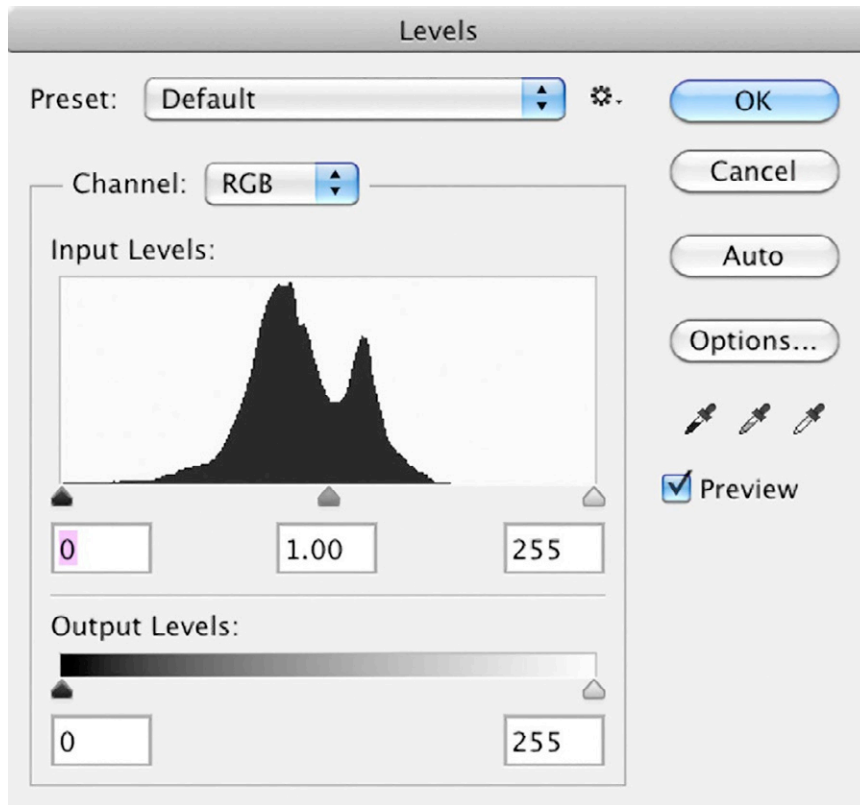 Levels
Preset: Default
OK
Channel: RGB
Cancel
Input Levels:
Auto
Options...
Preview
0 1.00 255
Output Levels:
0 255